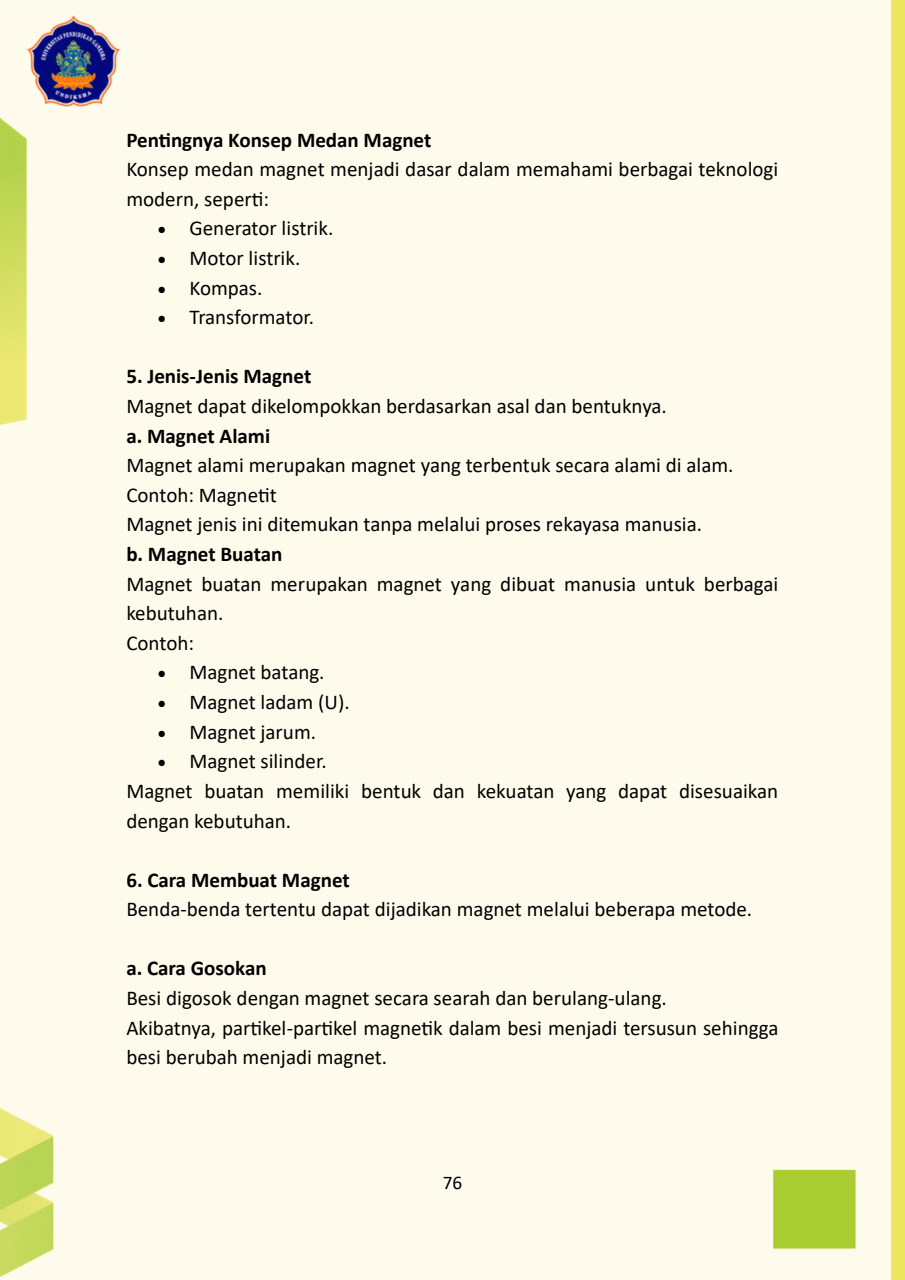 UNIVERSITAS PENDIDIKAN GANESHA
UNDIKSHA
Pentingnya Konsep Medan Magnet
Konsep medan magnet menjadi dasar dalam memahami berbagai teknologi
modern, seperti:
• Generator listrik.
• Motor listrik.
• Kompas.
• Transformator.
5. Jenis-Jenis Magnet
Magnet dapat dikelompokkan berdasarkan asal dan bentuknya.
a. Magnet Alami
Magnet alami merupakan magnet yang terbentuk secara alami di alam.
Contoh: Magnetit
Magnet jenis ini ditemukan tanpa melalui proses rekayasa manusia.
b. Magnet Buatan
Magnet buatan merupakan magnet yang dibuat manusia untuk berbagai
kebutuhan.
Contoh:
• Magnet batang.
• Magnet ladam (U).
• Magnet jarum.
• Magnet silinder.
Magnet buatan memiliki bentuk dan kekuatan yang dapat disesuaikan
dengan kebutuhan.
6. Cara Membuat Magnet
Benda-benda tertentu dapat dijadikan magnet melalui beberapa metode.
a. Cara Gosokan
Besi digosok dengan magnet secara searah dan berulang-ulang.
Akibatnya, partikel-partikel magnetik dalam besi menjadi tersusun sehingga
besi berubah menjadi magnet.
76